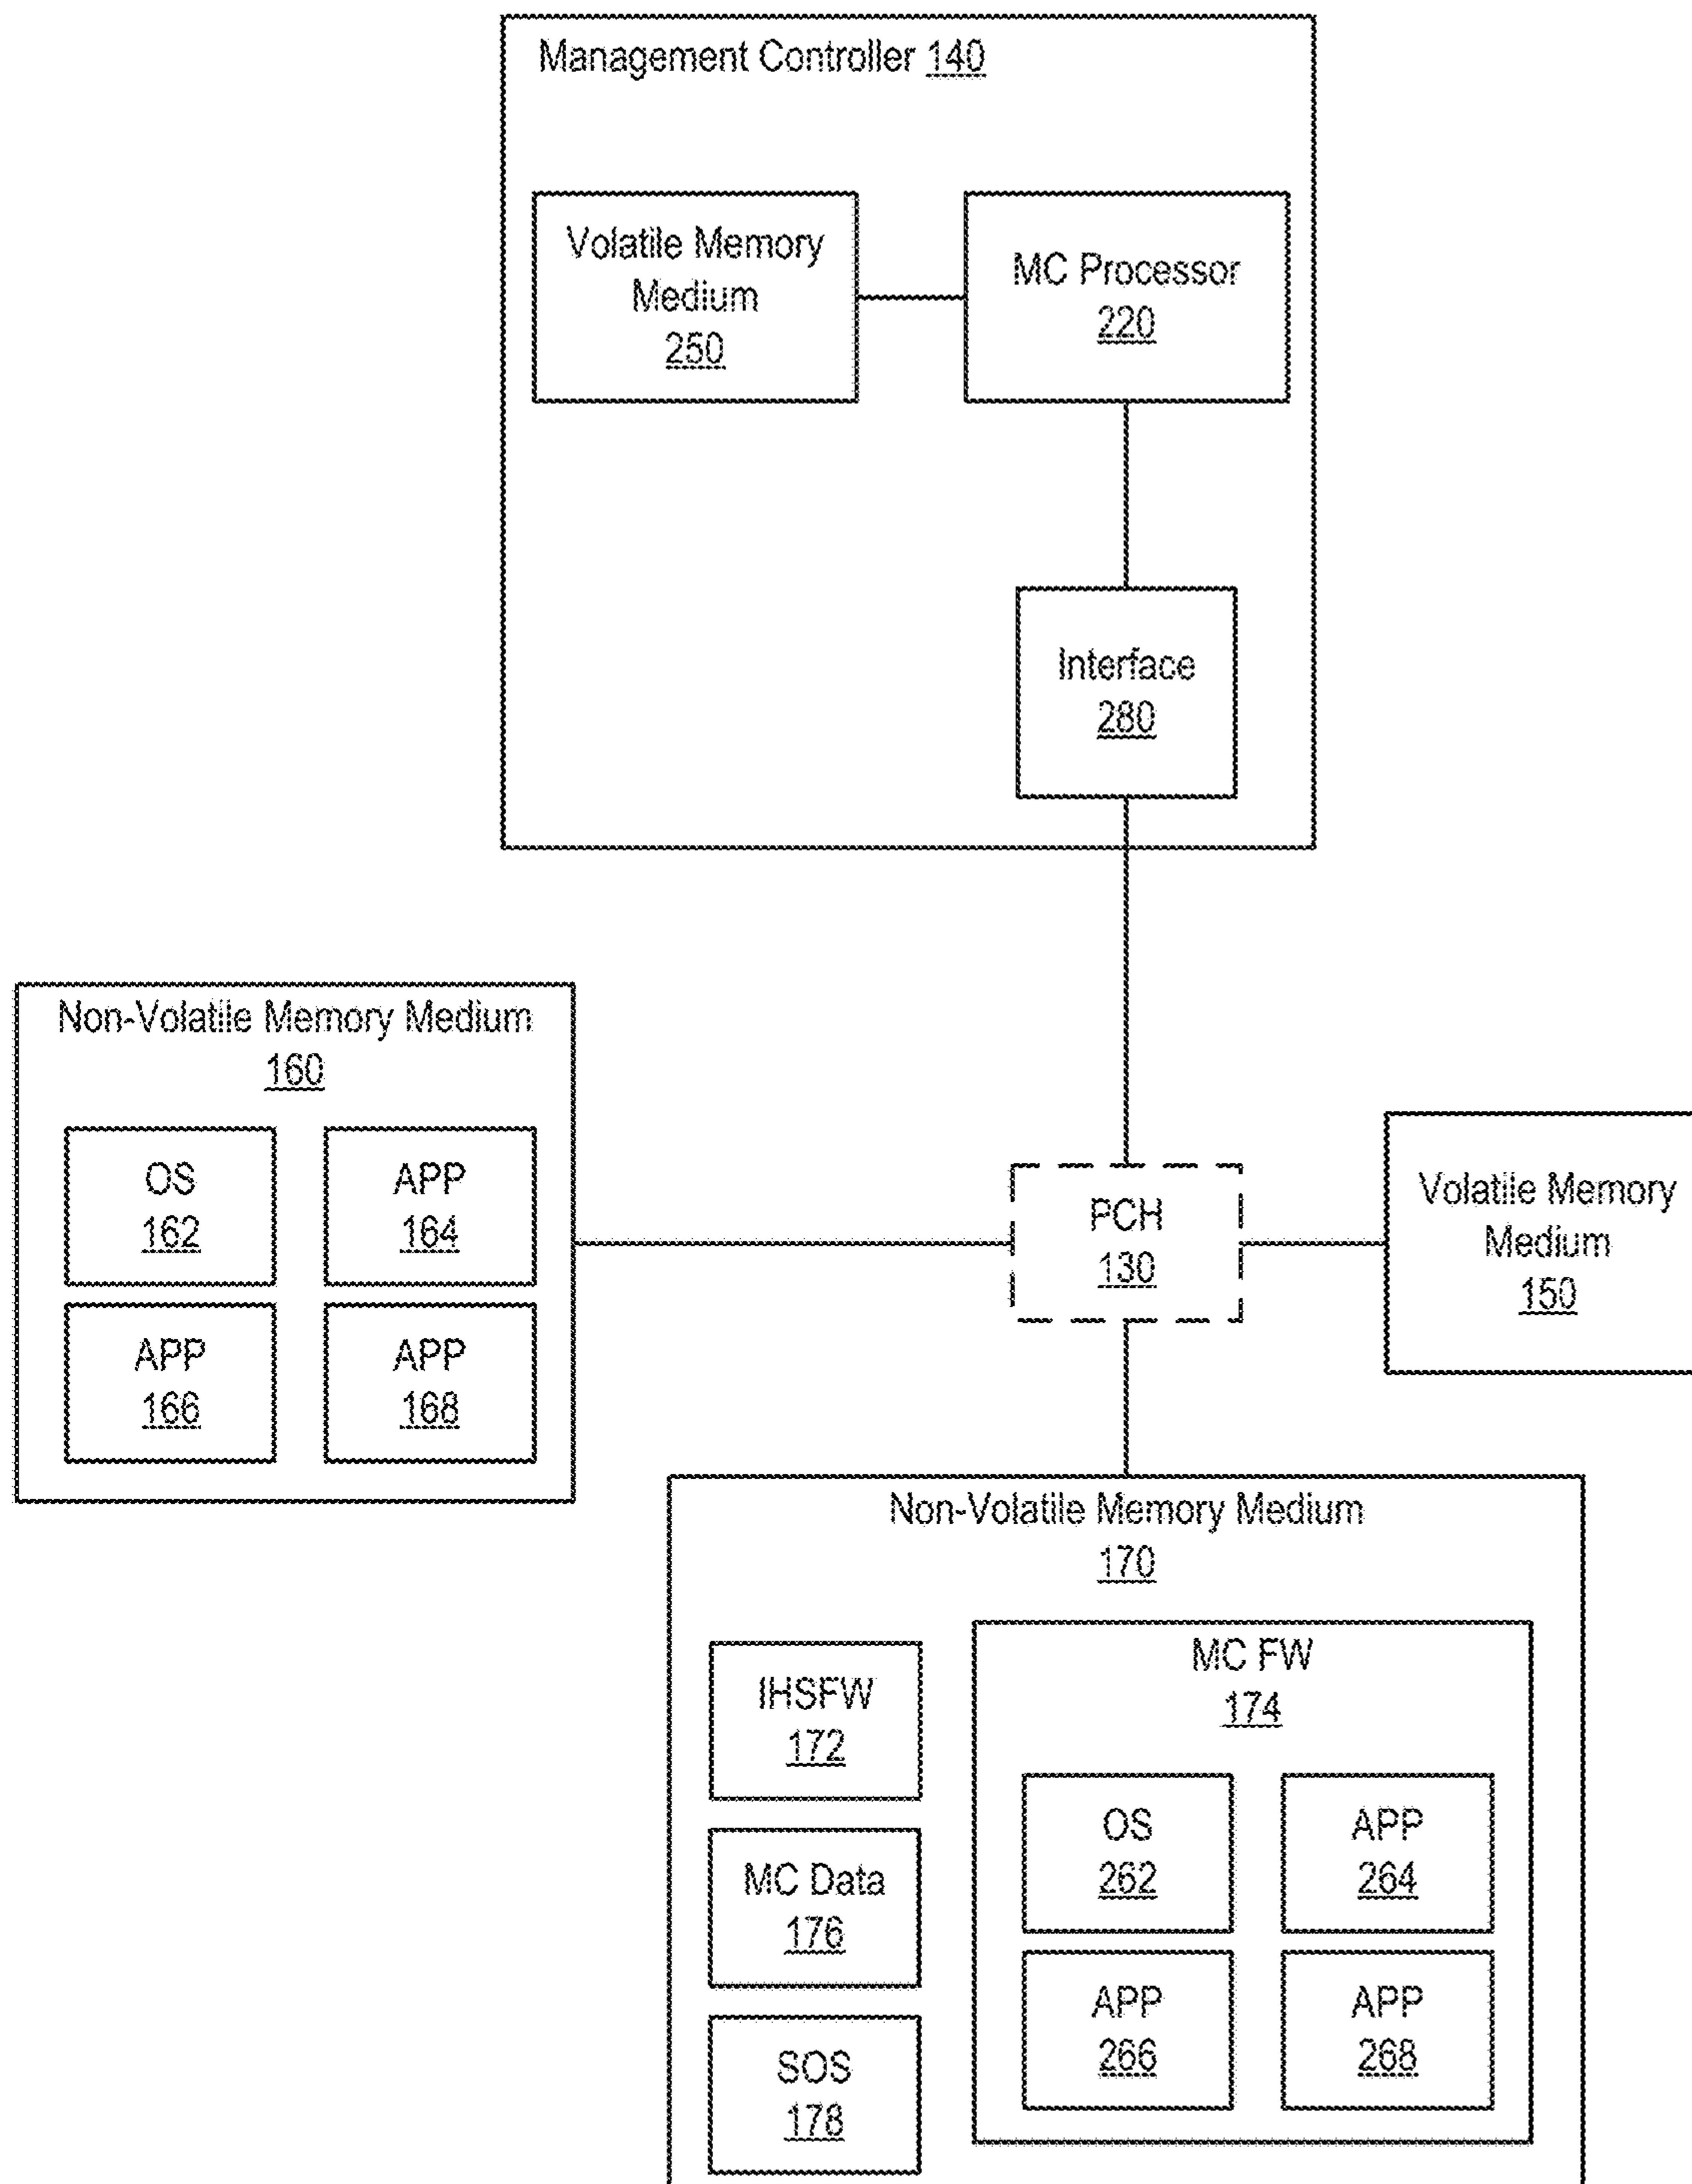 Management Controller 140
Volatile Memory
Medium
250
MC Processor
220
Interface
280
Non-Volatile Memory Medium
160
OS
162
APP
164
APP
166
APP
168
PCH
130
Volatile Memory
Medium
150
Non-Volatile Memory Medium
170
IHSFW
172
MC Data
176
SOS
178
MC FW
174
OS
262
APP
264
APP
266
APP
268